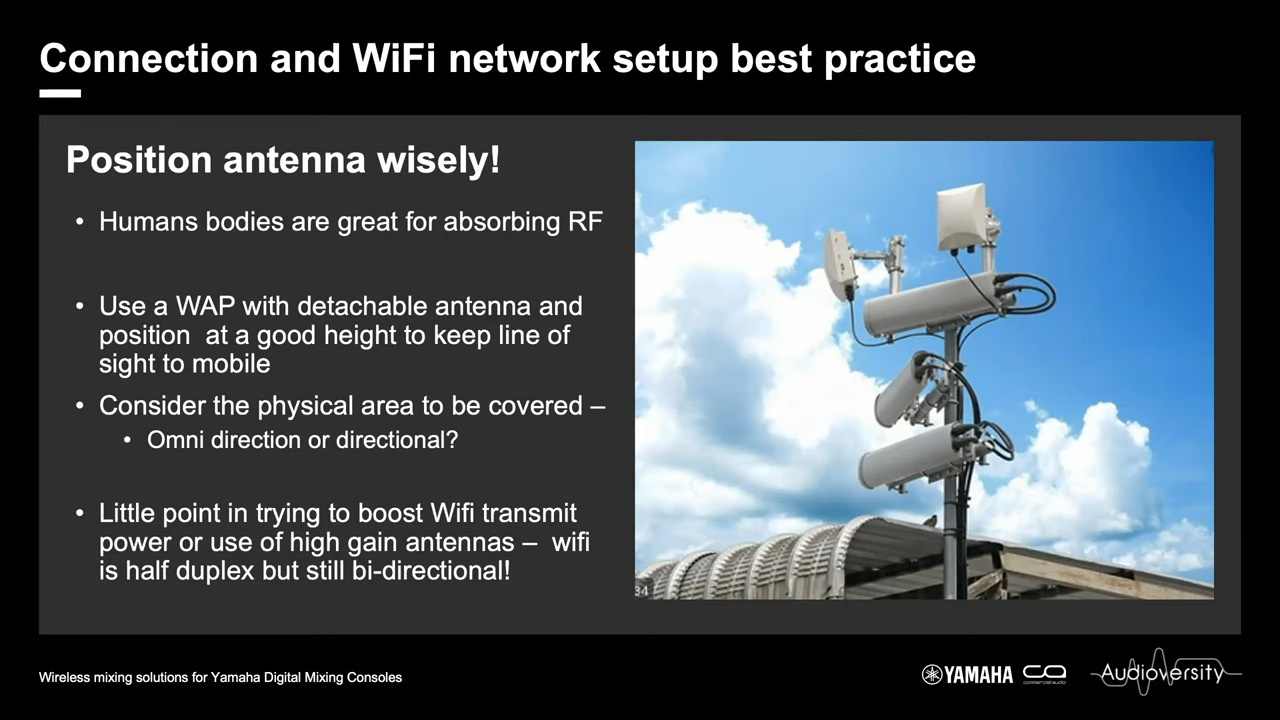 Connection and WiFi network setup best practice
Position antenna wisely!
• Humans bodies are great for absorbing RF
• Use a WAP with detachable antenna and
position at a good height to keep line of
sight to mobile
• Consider the physical area to be covered –
• Omni direction or directional?
• Little point in trying to boost Wifi transmit
power or use of high gain antennas – wifi
is half duplex but still bi-directional!
34
Wireless mixing solutions for Yamaha Digital Mixing Consoles
YAMAHA
CA
commercial audio
Audioversity